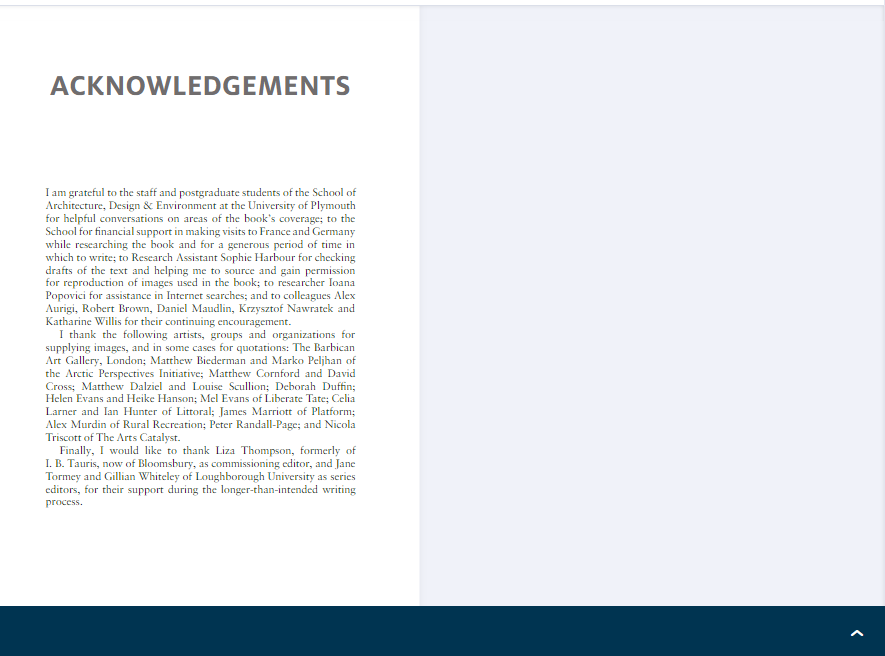 ACKNOWLEDGEMENTS
I am grateful to the staff and postgraduate students of the School of
Architecture, Design & Environment at the University of Plymouth
for helpful conversations on areas of the book's coverage; to the
School for financial support in making visits to France and Germany
while researching the book and for a generous period of time in
which to write; to Research Assistant Sophie Harbour for checking
drafts of the text and helping me to source and gain permission
for reproduction of images used in the book; to researcher Ioana
Popovici for assistance in Internet searches; and to colleagues Alex
Aurigi, Robert Brown, Daniel Maudlin, Krzysztof Nawratek and
Katharine Willis for their continuing encouragement.
I thank the following artists, groups and organizations for
supplying images, and in some cases for quotations: The Barbican
Art Gallery, London; Matthew Biederman and Marko Peljhan of
the Arctic Perspectives Initiative; Matthew Cornford and David
Cross; Matthew Dalziel and Louise Scullion; Deborah Duffin;
Helen Evans and Heike Hanson; Mel Evans of Liberate Tate; Celia
Larner and Ian Hunter of Littoral; James Marriott of Platform;
Alex Murdin of Rural Recreation; Peter Randall-Page; and Nicola
Triscott of The Arts Catalyst.
Finally, I would like to thank Liza Thompson, formerly of
I. B. Tauris, now of Bloomsbury, as commissioning editor, and Jane
Tormey and Gillian Whiteley of Loughborough University as series
editors, for their support during the longer-than-intended writing
process.